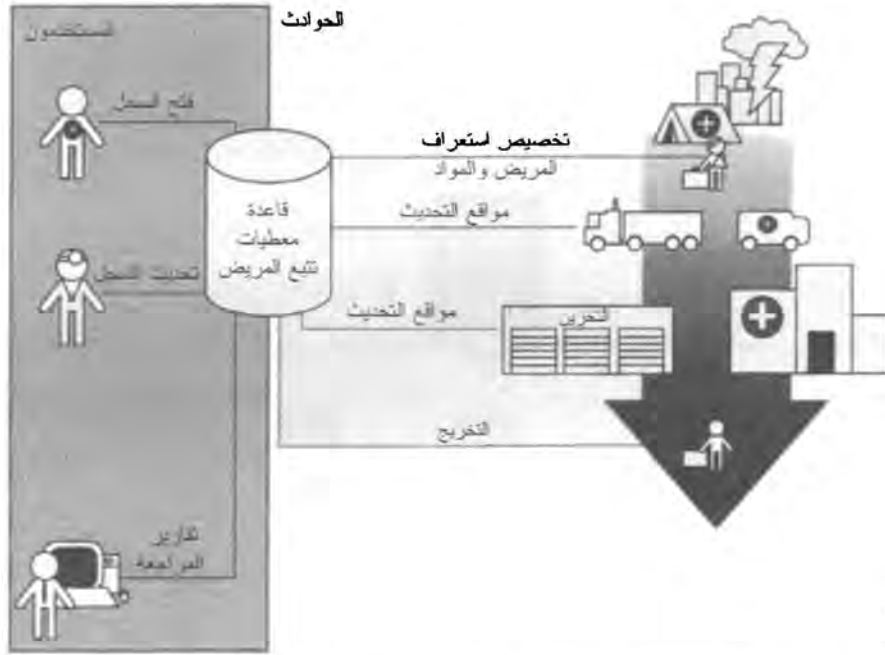 الحوادث
المستخدمون
فتح السجل
تخصيص استعراف
المريض والمواد
قاعدة
معطيات
تتبع المريض
مواقع التحديث
تحديث السجل
مواقع التحديث
التخزين
التخريج
تقارير
المراجعة